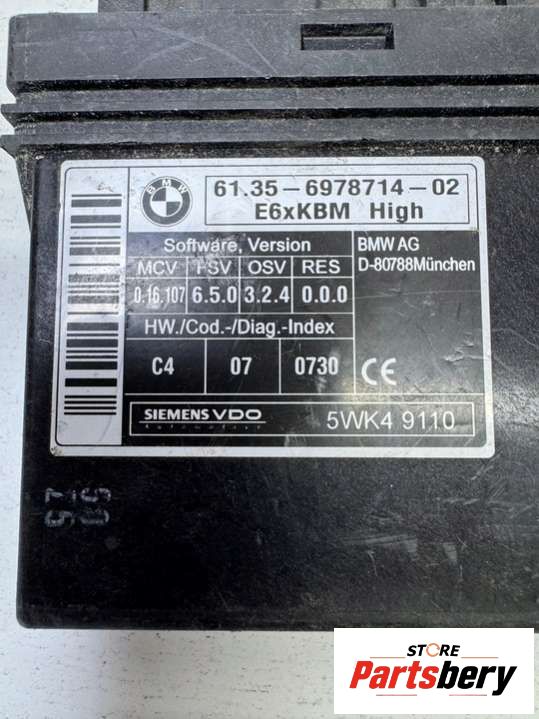 BMW
61.35 - 6978714 - 02
E6xKBM High
Software, Version
MCV FSV OSV RES
0.16.107 6.5.0 3.2.4 0.0.0
HW./Cod.-/Diag.-Index
C4 07 0730
BMW AG
D-80788München
CE
SIEMENS VDO
Automotive
5WK4 9110
STORE
Partsbery